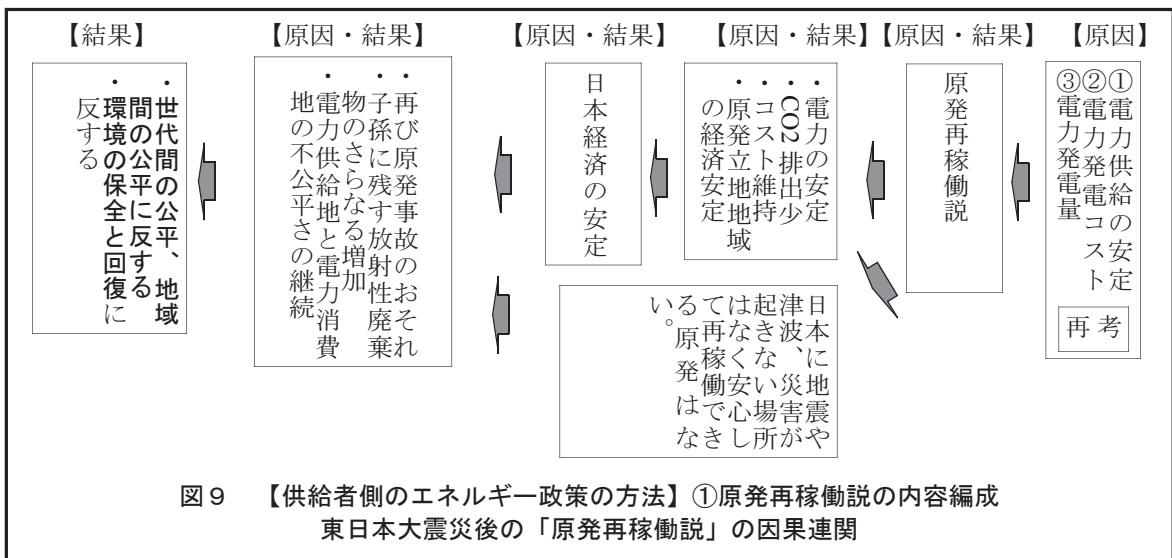 【原因】
①電力供給の安定
②電力発電コスト
③電力発電量
再考
【原因・結果】
原発再稼働説
【原因・結果】
・電力の安定
・CO2 排出少
・コスト維持
・原発立地地域
の経済安定
【原因・結果】
日本経済の安定
日本に地震や
津波、災害が
起きない場所
はなく安心し
て再稼働でき
る原発はな
い。
【原因・結果】
・再び原発事故のおそれ
・子孫に残す放射性廃棄
物のさらなる増加
・電力供給地と電力消費
地の不公平さの継続
【結果】
・世代間の公平、地域
間の公平に反する
・環境の保全と回復に
反する
図9 【供給者側のエネルギー政策の方法】①原発再稼働説の内容編成
東日本大震災後の「原発再稼働説」の因果連関